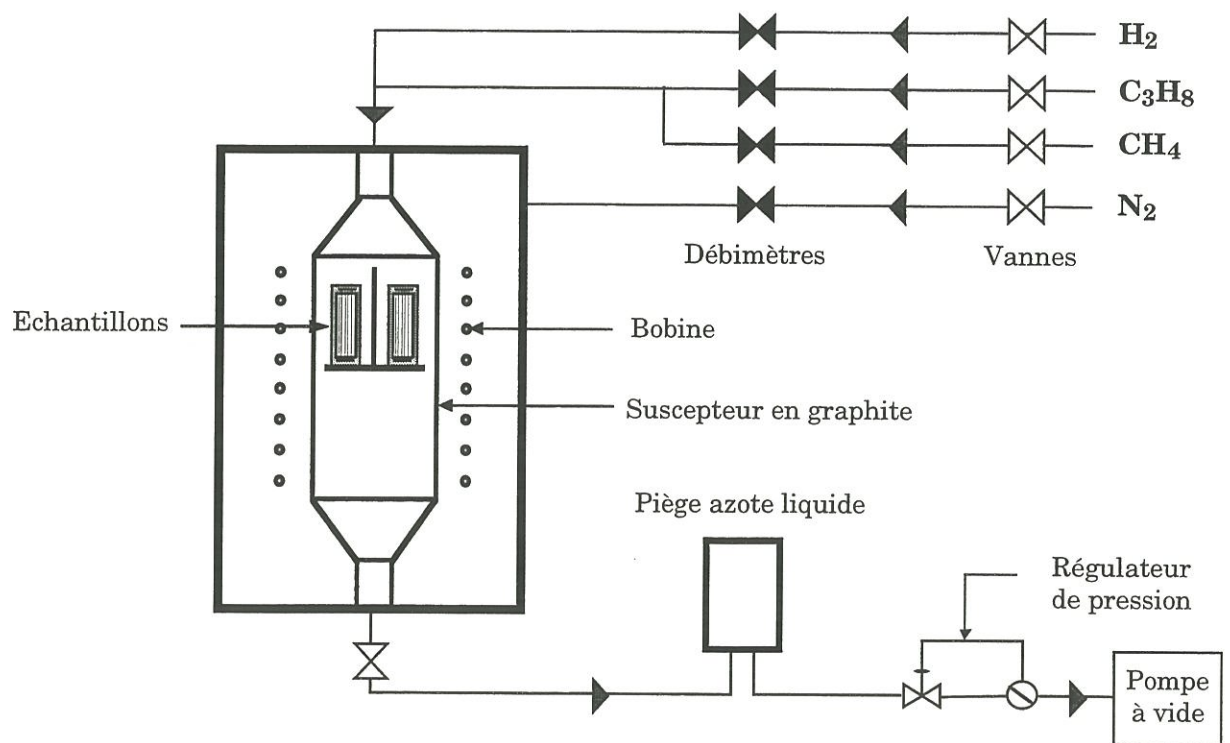 H₂
C₃H₈
CH₄
N₂
Débimètres
Vannes
Echantillons
Bobine
Suscepteur en graphite
Piège azote liquide
Régulateur
de pression
Pompe
à vide